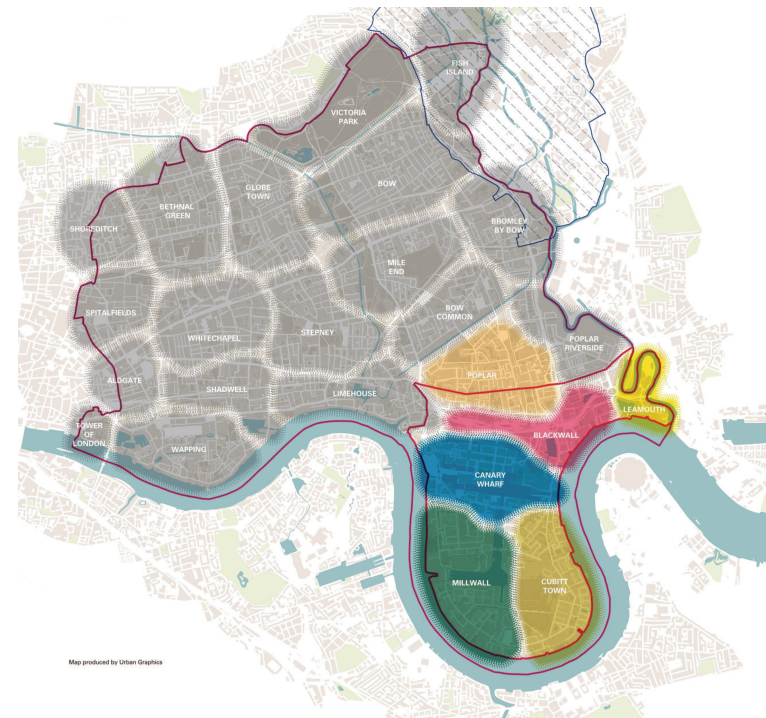 FISH
ISLAND
VICTORIA
PARK
BOW
GLOBE
TOWN
BETHNAL
GREEN
SHOREDITCH
BROMLEY
BY BOW
MILE
END
BOW
COMMON
SPITALFIELDS
WHITECHAPEL
STEPNEY
POPLAR
RIVERSIDE
POPLAR
ALDGATE
SHADWELL
LIMEHOUSE
LEAMOUTH
TOWER
OF
LONDON
WAPPING
BLACKWALL
CANARY
WHARF
MILLWALL
CUBITT
TOWN
Map produced by Urban Graphics